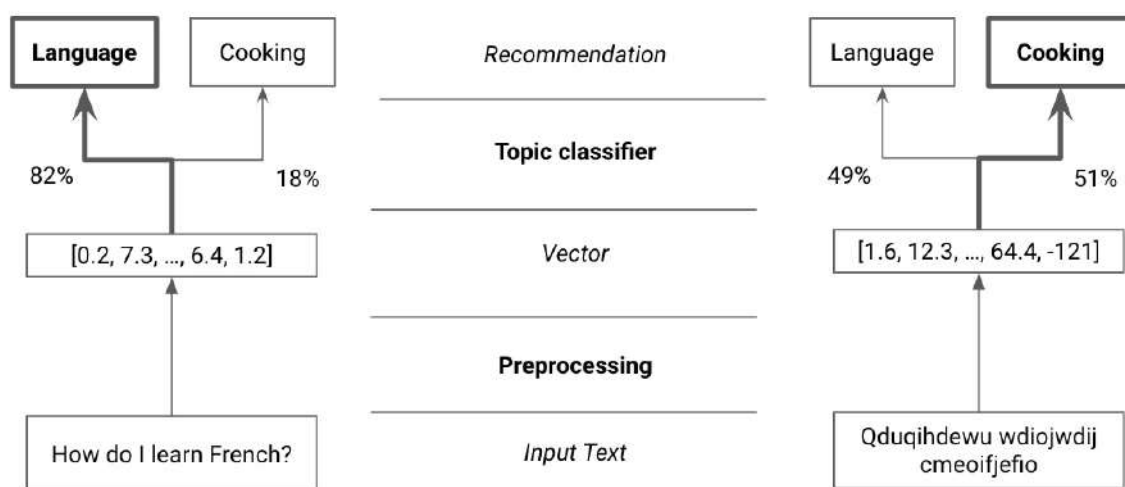 Language
Cooking
Recommendation
Language
Cooking
82%
18%
Topic classifier
49%
51%
[0.2, 7.3, ..., 6.4, 1.2]
Vector
[1.6, 12.3, ..., 64.4, -121]
Preprocessing
How do I learn French?
Input Text
Qduqihdewu wdiojwdij
cmeoifjefio